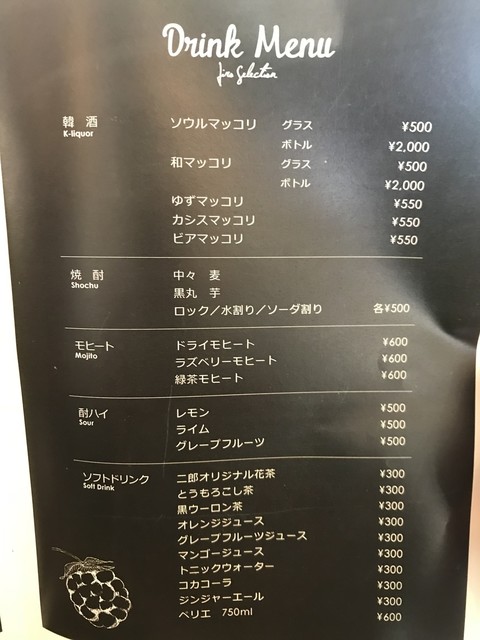 Drink Menu
Jiro Selection
韓 酒 ソウルマッコリ グラス ¥500
K-liquor ボトル ¥2,000
和マッコリ グラス ¥500
ボトル ¥2,000
ゆずマッコリ ¥550
カシスマッコリ ¥550
ビアマッコリ ¥550
焼 酎 中々 麦
Shochu
黒丸 芋
ロック／水割り／ソーダ割り 各¥500
モヒート ドライモヒート ¥600
Mojito ラズベリーモヒート ¥600
緑茶モヒート ¥600
酎ハイ レモン ¥500
Sour ライム ¥500
グレープフルーツ ¥500
ソフトドリンク 二郎オリジナル花茶 ¥300
Soft Drink とうもろこし茶 ¥300
黒ウーロン茶 ¥300
オレンジジュース ¥300
グレープフルーツジュース ¥300
マンゴージュース ¥300
トニックウォーター ¥300
コカコーラ ¥300
ジンジャーエール ¥300
ペリエ 750ml ¥600